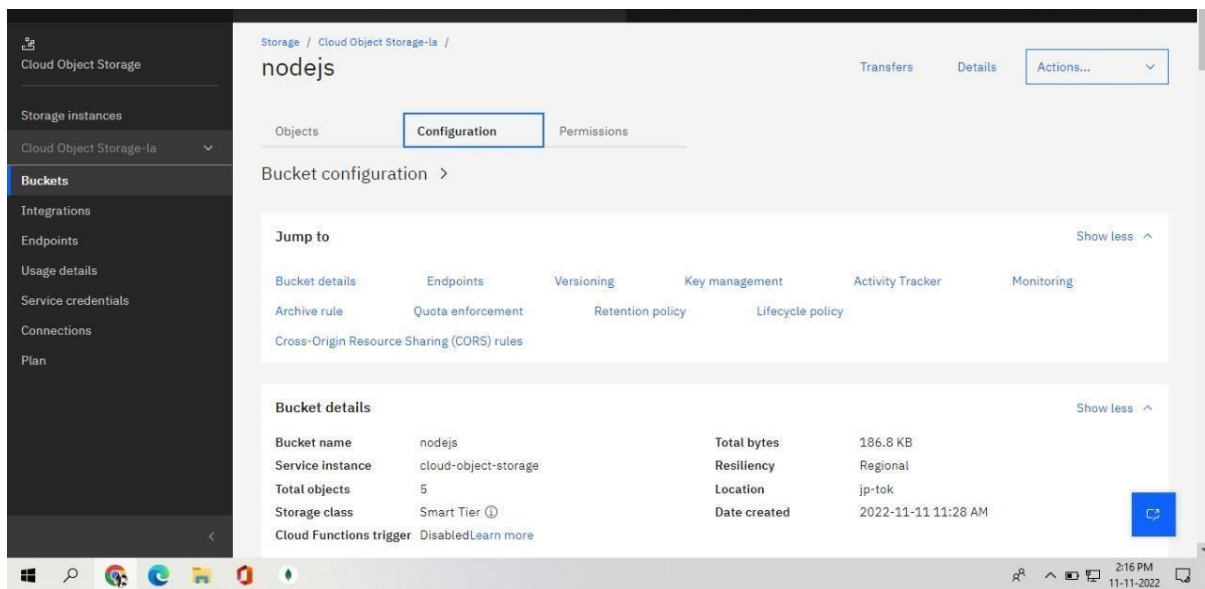 Cloud Object Storage
Storage instances
Cloud Object Storage-la
Buckets
Integrations
Endpoints
Usage details
Service credentials
Connections
Plan
Storage / Cloud Object Storage-la /
nodejs
Transfers Details Actions...
Objects Configuration Permissions
Bucket configuration >
Jump to Show less
Bucket details Endpoints Versioning Key management Activity Tracker Monitoring
Archive rule Quota enforcement Retention policy Lifecycle policy
Cross-Origin Resource Sharing (CORS) rules
Bucket details Show less
Bucket name nodejs Total bytes 186.8 KB
Service instance cloud-object-storage Resiliency Regional
Total objects 5 Location jp-tok
Storage class Smart Tier Date created 2022-11-11 11:28 AM
Cloud Functions trigger DisabledLearn more
2:16 PM
11-11-2022